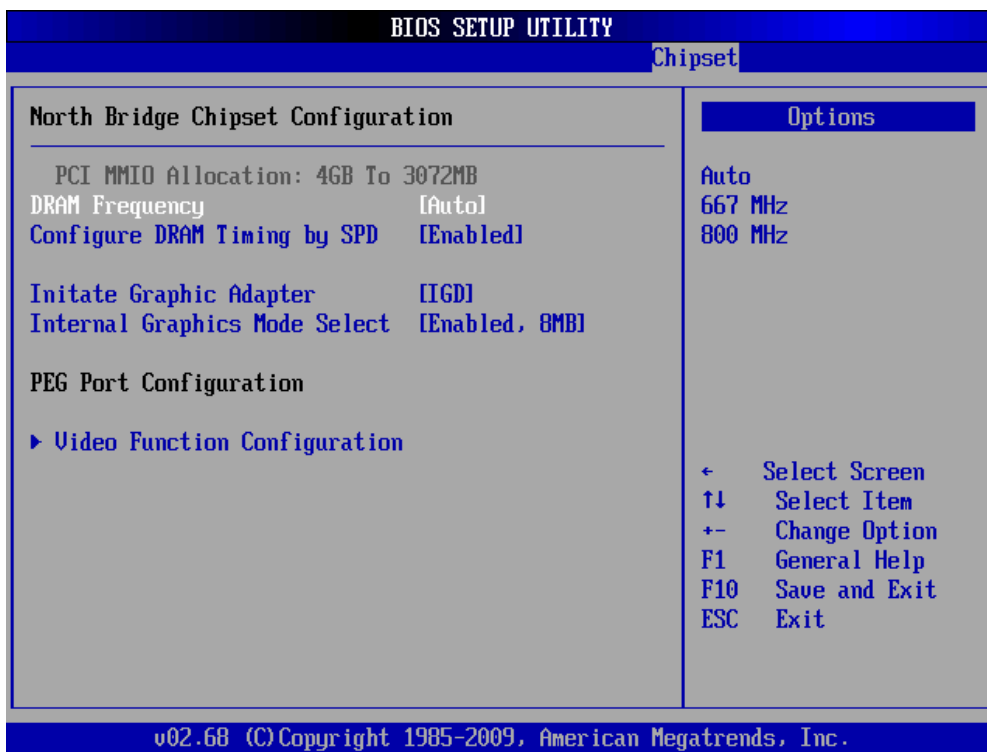 BIOS SETUP UTILITY
Chipset
North Bridge Chipset Configuration
PCI MMIO Allocation: 4GB To 3072MB
DRAM Frequency [Auto]
Configure DRAM Timing by SPD [Enabled]
Initate Graphic Adapter [IGD]
Internal Graphics Mode Select [Enabled, 8MB]
PEG Port Configuration
▶ Video Function Configuration
Options
Auto
667 MHz
800 MHz
← Select Screen
↑↓ Select Item
+- Change Option
F1 General Help
F10 Save and Exit
ESC Exit
v02.68 (C)Copyright 1985-2009, American Megatrends, Inc.